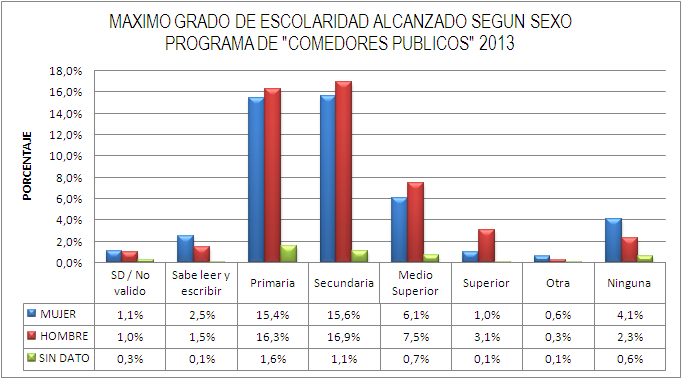 MAXIMO GRADO DE ESCOLARIDAD ALCANZADO SEGUN SEXO
PROGRAMA DE "COMEDORES PUBLICOS" 2013
PORCENTAJE
18,0%
16,0%
14,0%
12,0%
10,0%
8,0%
6,0%
4,0%
2,0%
0,0%
SD / No valido Sabe leer y escribir Primaria Secundaria Medio Superior Superior Otra Ninguna
MUJER 1,1% 2,5% 15,4% 15,6% 6,1% 1,0% 0,6% 4,1%
HOMBRE 1,0% 1,5% 16,3% 16,9% 7,5% 3,1% 0,3% 2,3%
SIN DATO 0,3% 0,1% 1,6% 1,1% 0,7% 0,1% 0,1% 0,6%